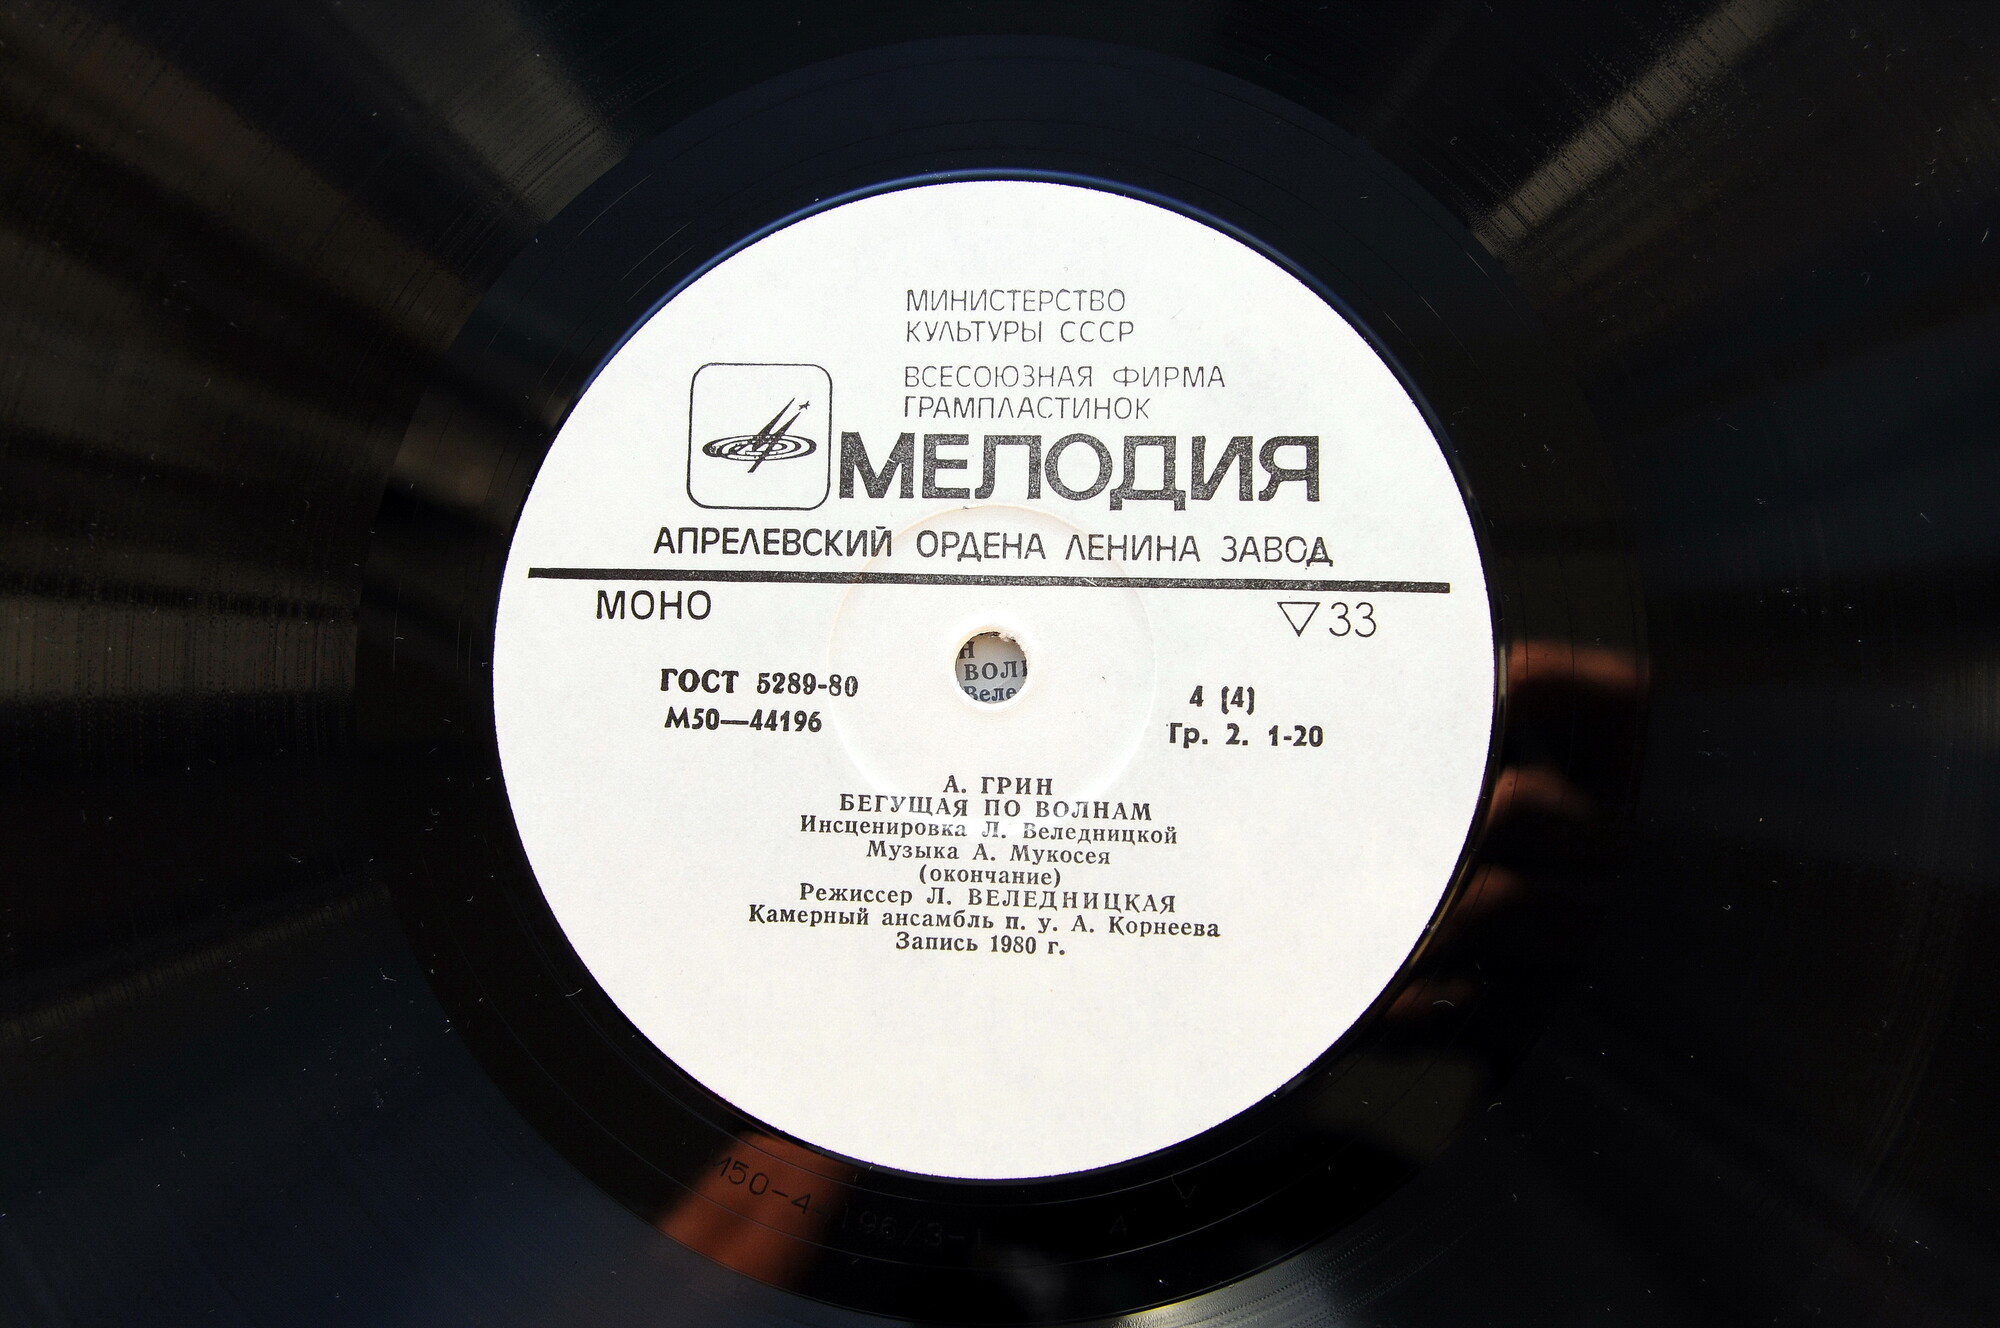 МИНИСТЕРСТВО
КУЛЬТУРЫ СССР
ВСЕСОЮЗНАЯ ФИРМА
ГРАМПЛАСТИНОК
МЕЛОДИЯ
АПРЕЛЕВСКИЙ ОРДЕНА ЛЕНИНА ЗАВОД
МОНО
▽33
ГОСТ 5289-80
М50—44196
4 (4)
Гр. 2. 1-20
А. ГРИН
БЕГУЩАЯ ПО ВОЛНАМ
Инсценировка Л. Веледницкой
Музыка А. Мукосея
(окончание)
Режиссер Л. ВЕЛЕДНИЦКАЯ
Камерный ансамбль п. у. А. Корнеева
Запись 1980 г.